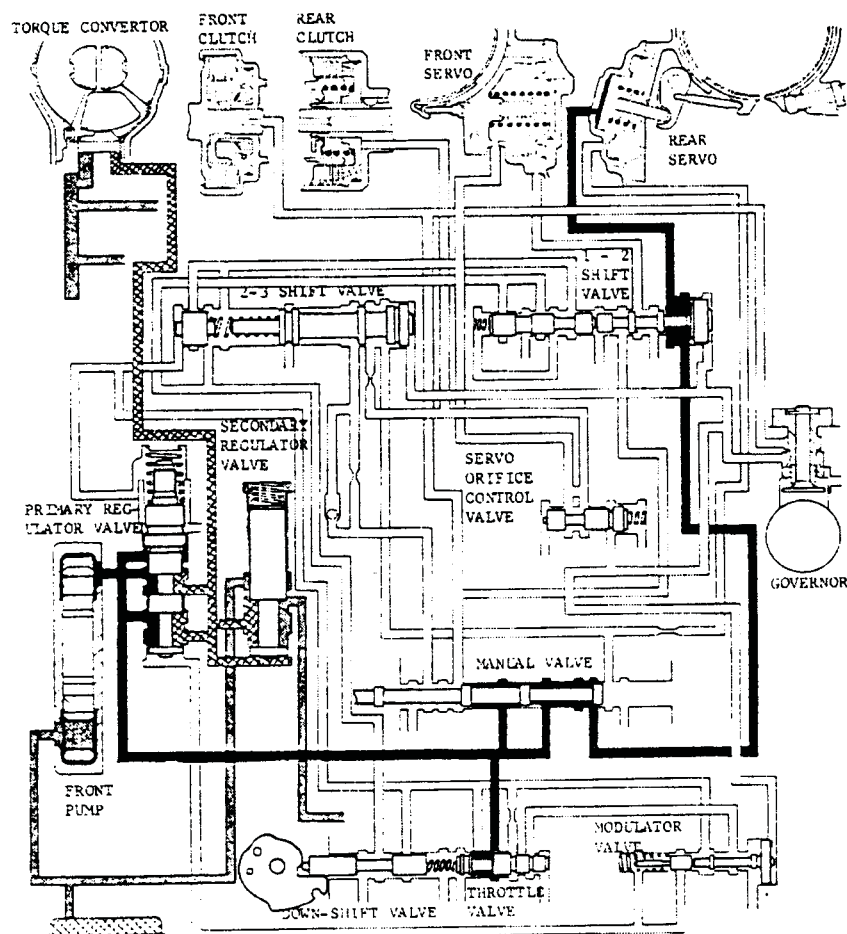 TORQUE CONVERTOR
FRONT
CLUTCH
REAR
CLUTCH
FRONT
SERVO
REAR
SERVO
1 - 2
SHIFT
VALVE
2-3 SHIFT VALVE
SECONDARY
REGULATOR
VALVE
SERVO
ORIFICE
CONTROL
VALVE
PRIMARY REG-
ULATOR VALVE
GOVERNOR
MANUAL VALVE
FRONT
PUMP
MODULATOR
VALVE
DOWN-SHIFT VALVE
THROTTLE
VALVE